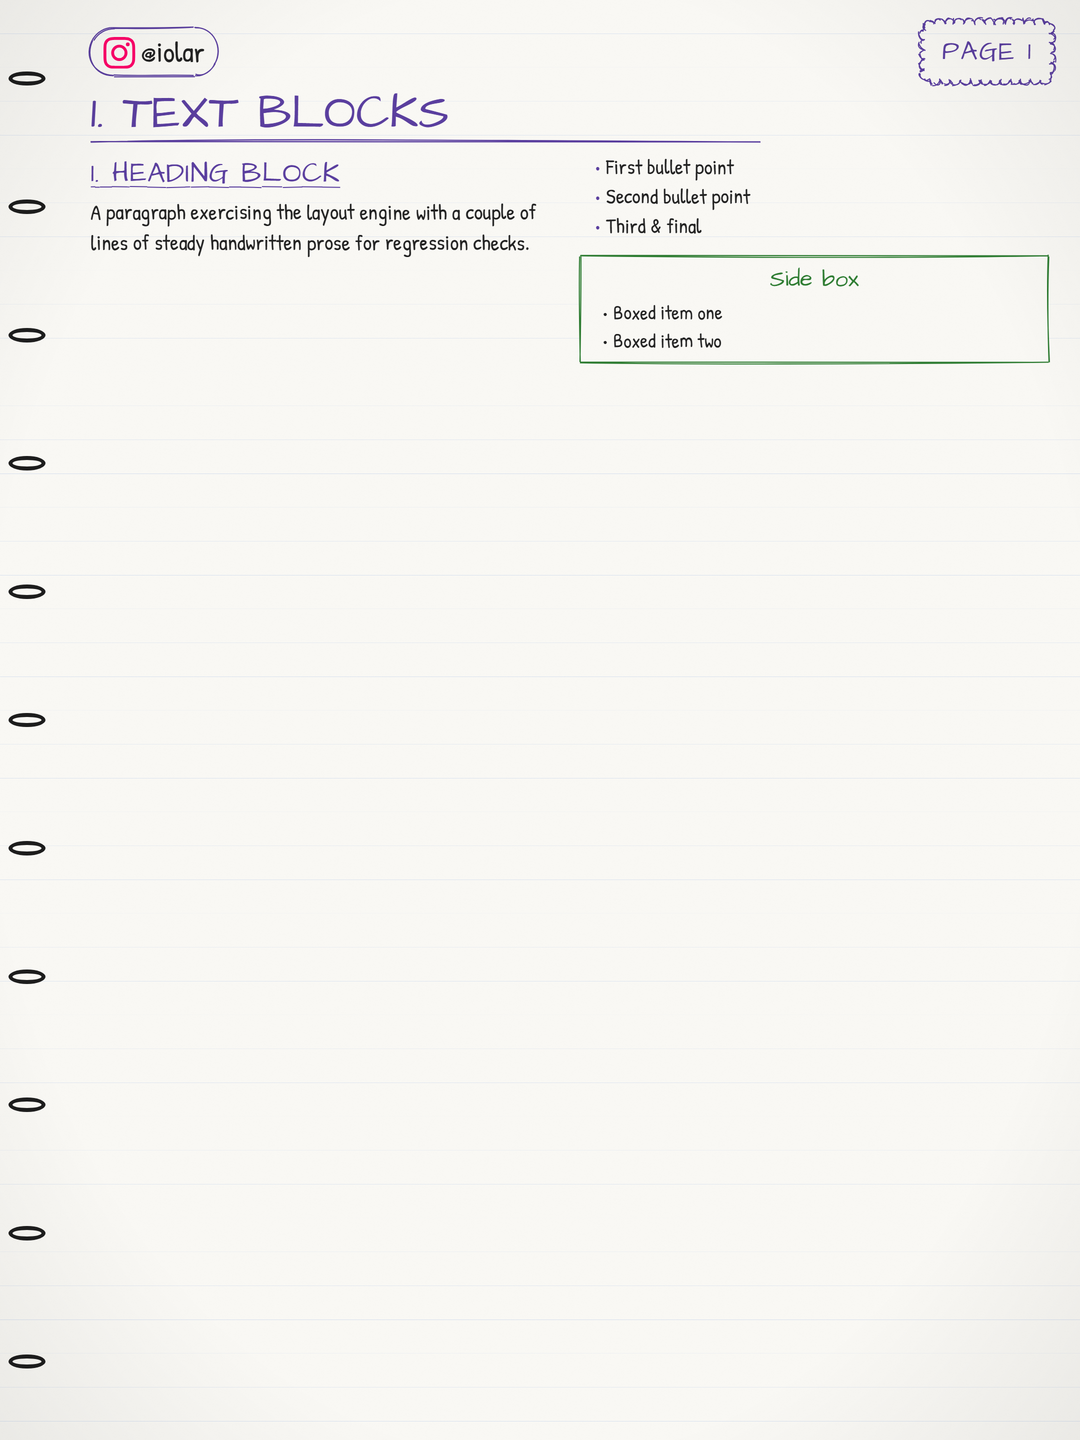 @iolar
PAGE 1
1. TEXT BLOCKS
1. HEADING BLOCK
A paragraph exercising the layout engine with a couple of
lines of steady handwritten prose for regression checks.
• First bullet point
• Second bullet point
• Third & final
Side box
• Boxed item one
• Boxed item two